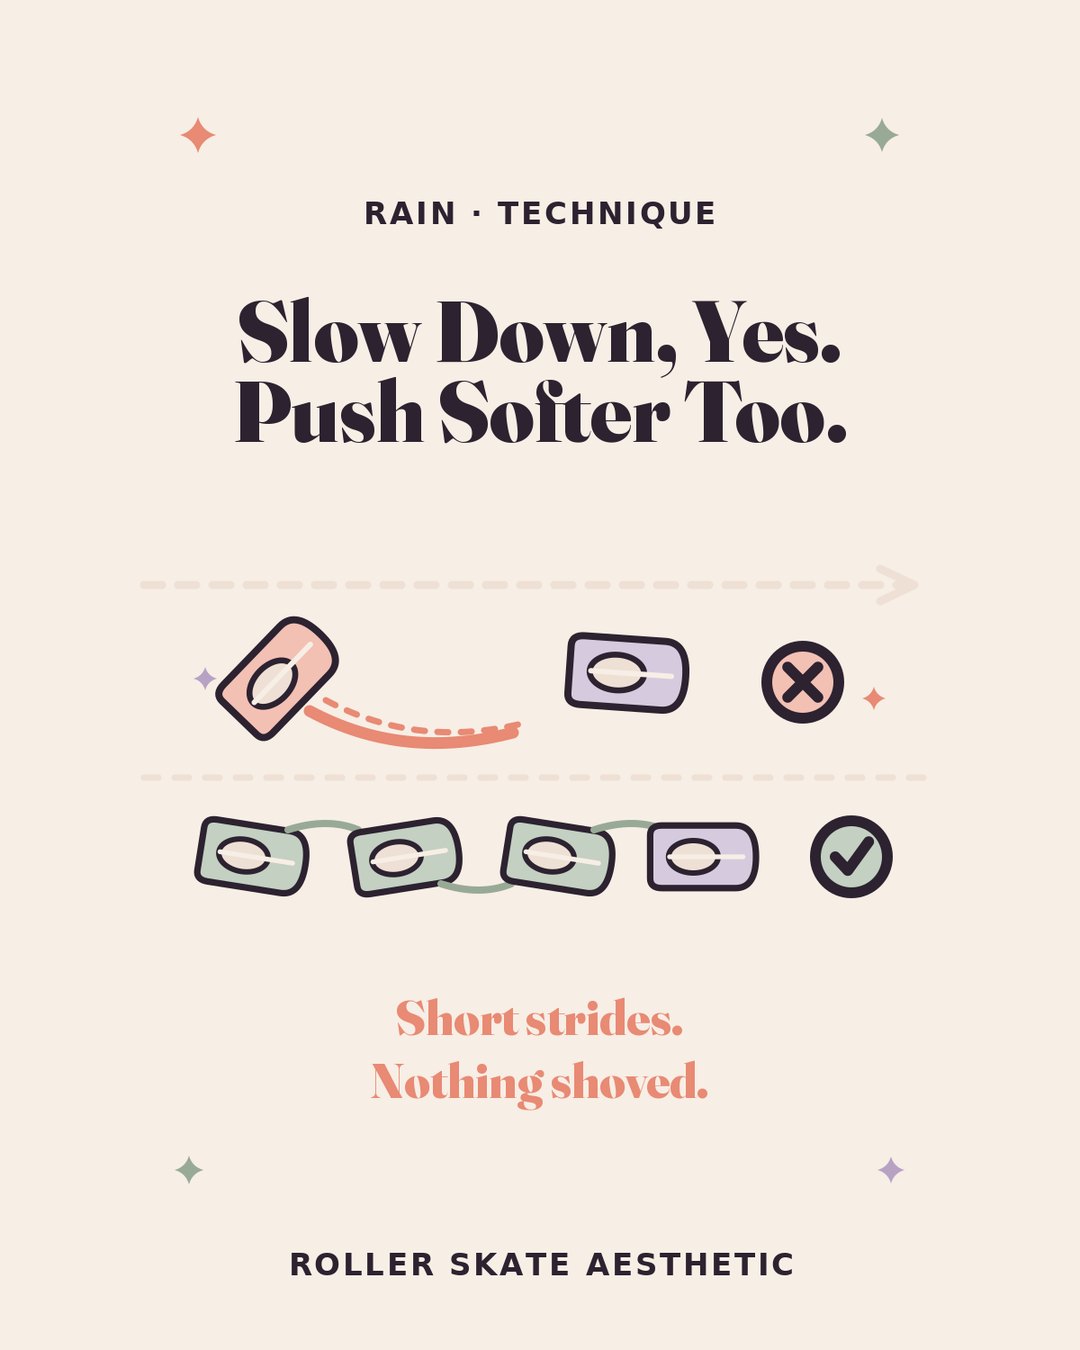 RAIN · TECHNIQUE
Slow Down, Yes.
Push Softer Too.
Short strides.
Nothing shoved.
ROLLER SKATE AESTHETIC